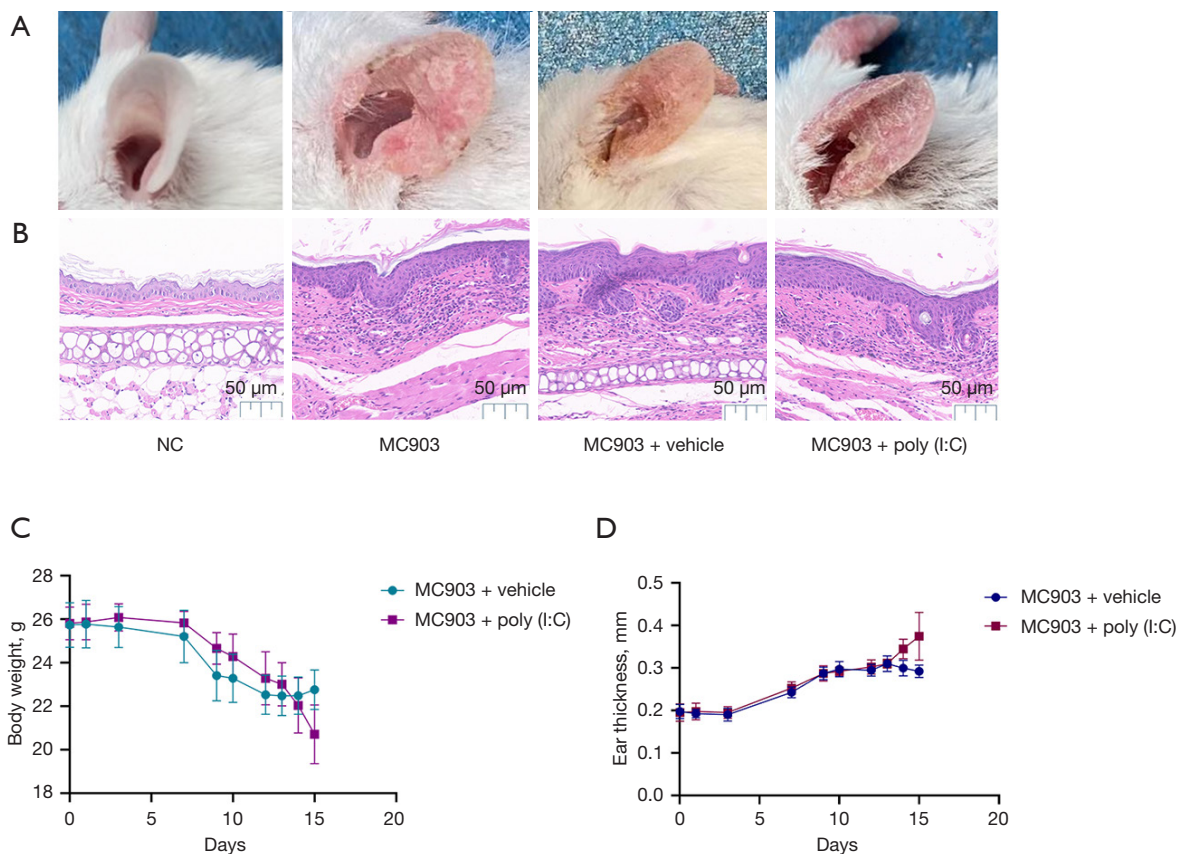 A
B
50 µm
50 µm
50 µm
50 µm
NC
MC903
MC903 + vehicle
MC903 + poly (I:C)
C
28
26
24
22
20
18
Body weight, g
0
5
10
15
20
Days
MC903 + vehicle
MC903 + poly (I:C)
D
0.5
0.4
0.3
0.2
0.1
0.0
Ear thickness, mm
0
5
10
15
20
Days
MC903 + vehicle
MC903 + poly (I:C)